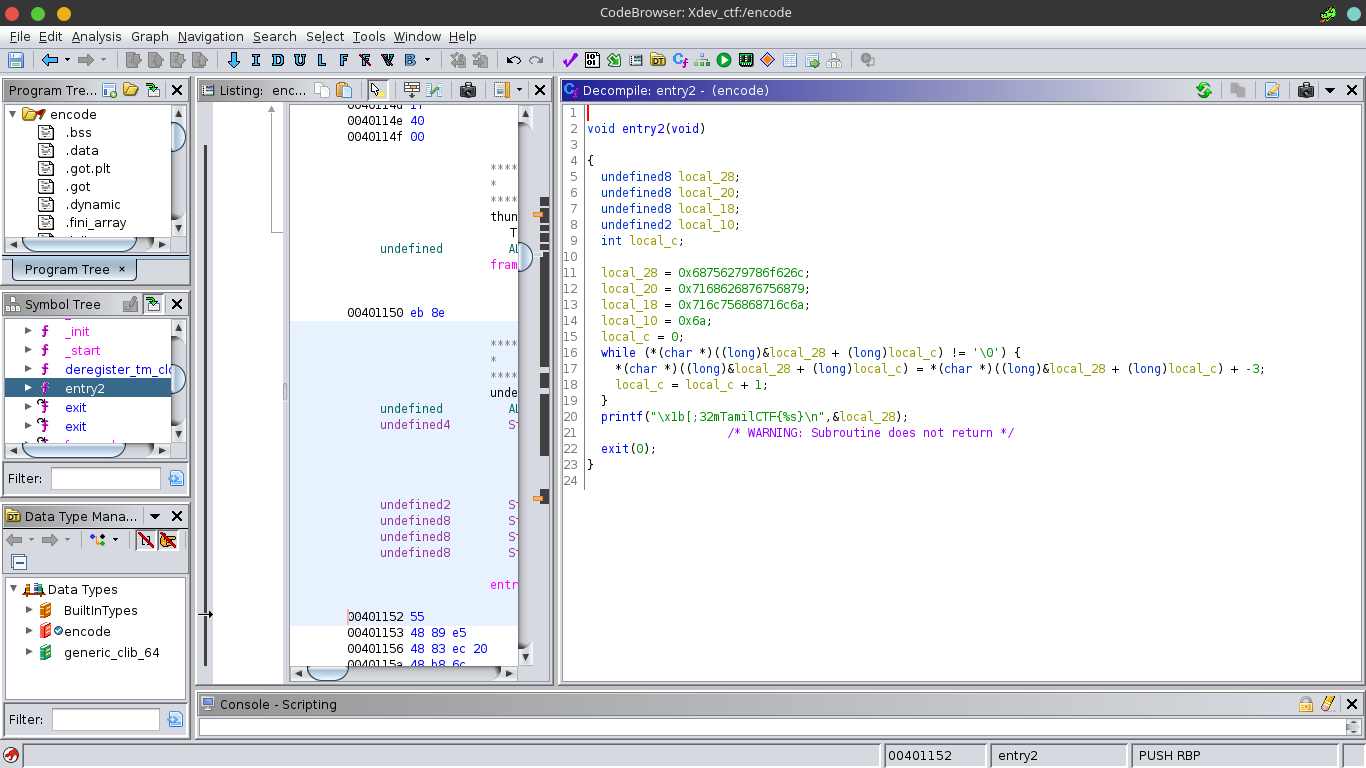 CodeBrowser: Xdev_ctf:/encode
File Edit Analysis Graph Navigation Search Select Tools Window Help
I D U L F R V B
Program Tre...
encode
.bss
.data
.got.plt
.got
.dynamic
.fini_array
Program Tree ×
Symbol Tree
_init
_start
deregister_tm_clo
entry2
exit
exit
Filter:
Data Type Mana...
Data Types
BuiltInTypes
encode
generic_clib_64
Filter:
Listing: enc...
0040114d 1f
0040114e 40
0040114f 00
****
*
****
thun
T
undefined AL
fram
00401150 eb 8e
****
*
****
unde
undefined AL
undefined4 St
undefined2 St
undefined8 St
undefined8 St
undefined8 St
entr
00401152 55
00401153 48 89 e5
00401156 48 83 ec 20
0040115a 48 b8 6c
Decompile: entry2 - (encode)
1
2 void entry2(void)
3
4 {
5 undefined8 local_28;
6 undefined8 local_20;
7 undefined8 local_18;
8 undefined2 local_10;
9 int local_c;
10
11 local_28 = 0x68756279786f626c;
12 local_20 = 0x7168626876756879;
13 local_18 = 0x716c756868716c6a;
14 local_10 = 0x6a;
15 local_c = 0;
16 while (*(char *)((long)&local_28 + (long)local_c) != '\0') {
17 *(char *)((long)&local_28 + (long)local_c) = *(char *)((long)&local_28 + (long)local_c) + -3;
18 local_c = local_c + 1;
19 }
20 printf("\x1b[;32mTamilCTF{%s}\n",&local_28);
21 /* WARNING: Subroutine does not return */
22 exit(0);
23 }
24
Console - Scripting
00401152 entry2 PUSH RBP